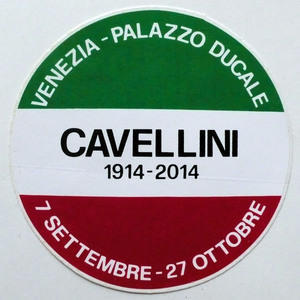 VENEZIA - PALAZZO DUCALE
CAVELLINI
1914-2014
7 SETTEMBRE - 27 OTTOBRE